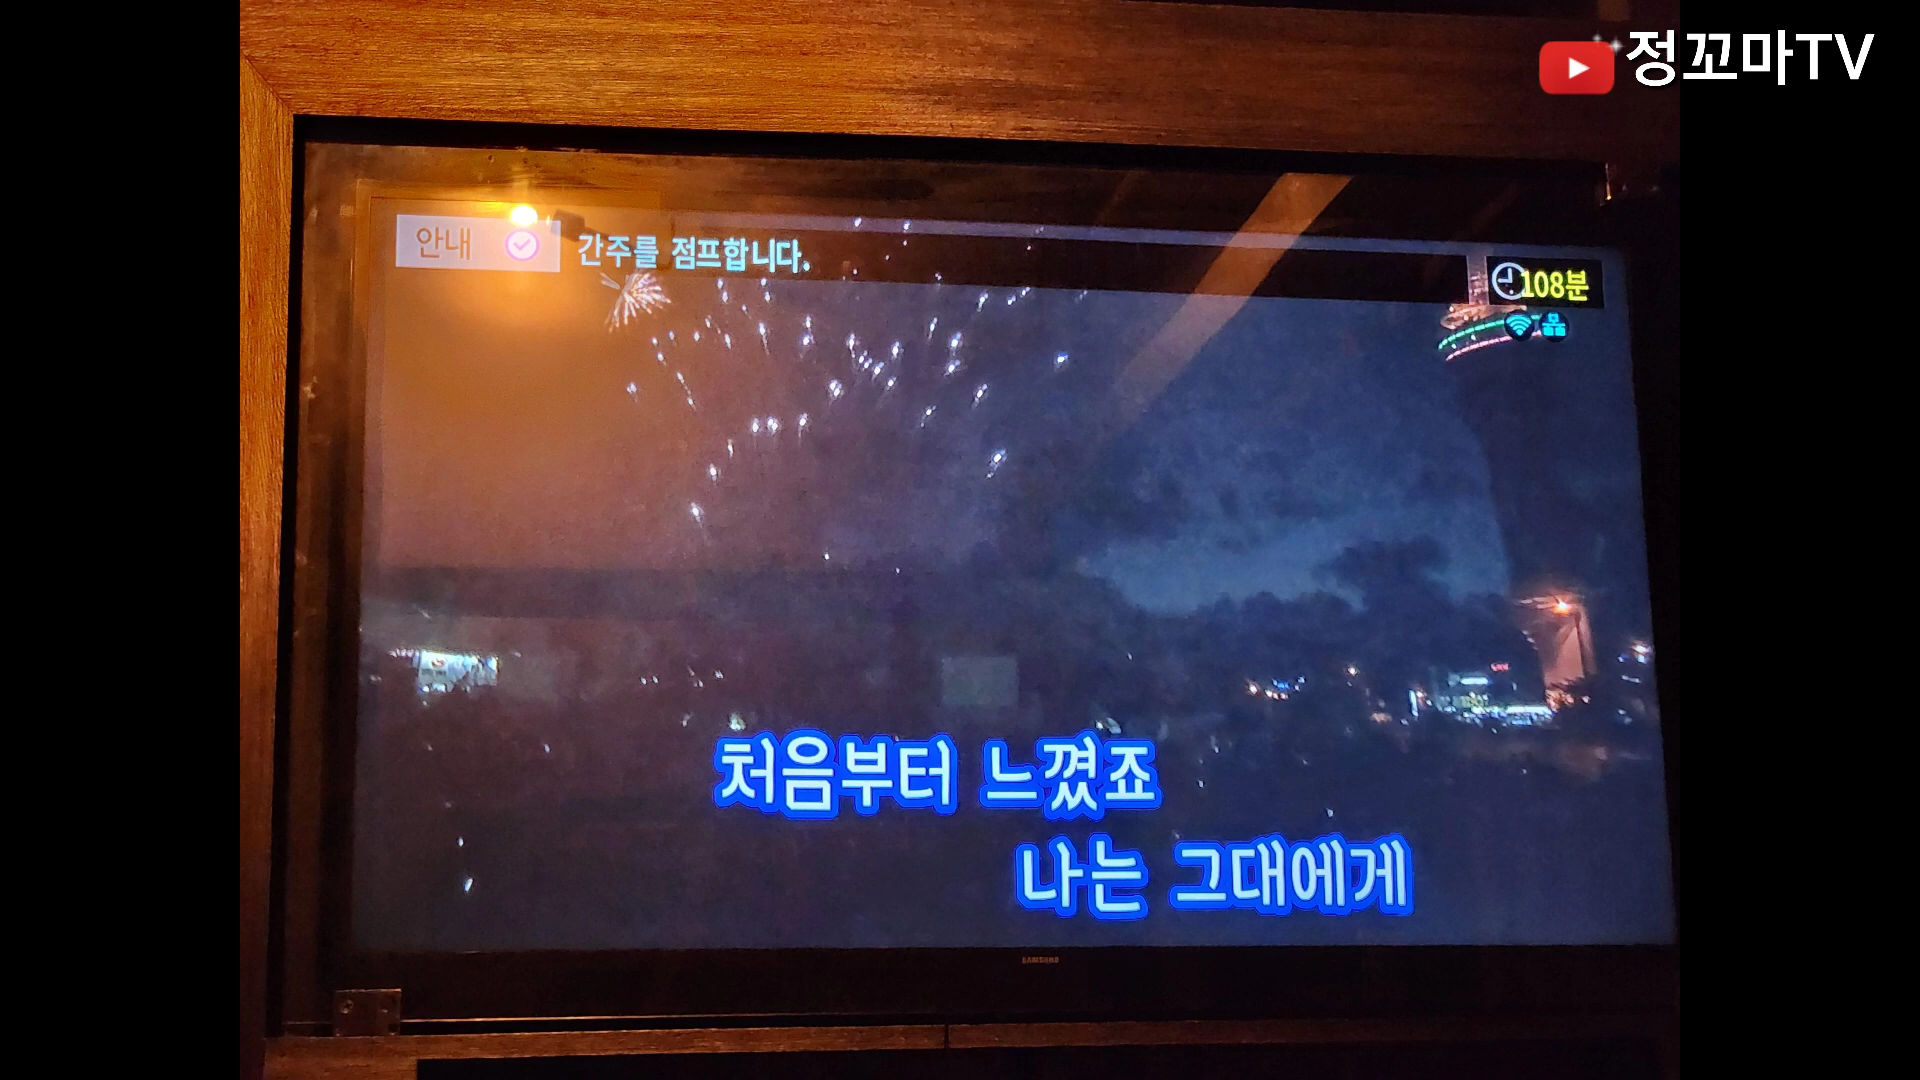 정꼬마TV
안내 간주를 점프합니다.
108분
처음부터 느꼈죠
나는 그대에게
SAMSUNG